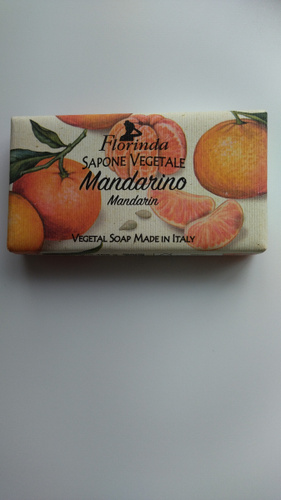 Florinda
SAPONE VEGETALE
Mandarino
Mandarin
VEGETAL SOAP MADE IN ITALY